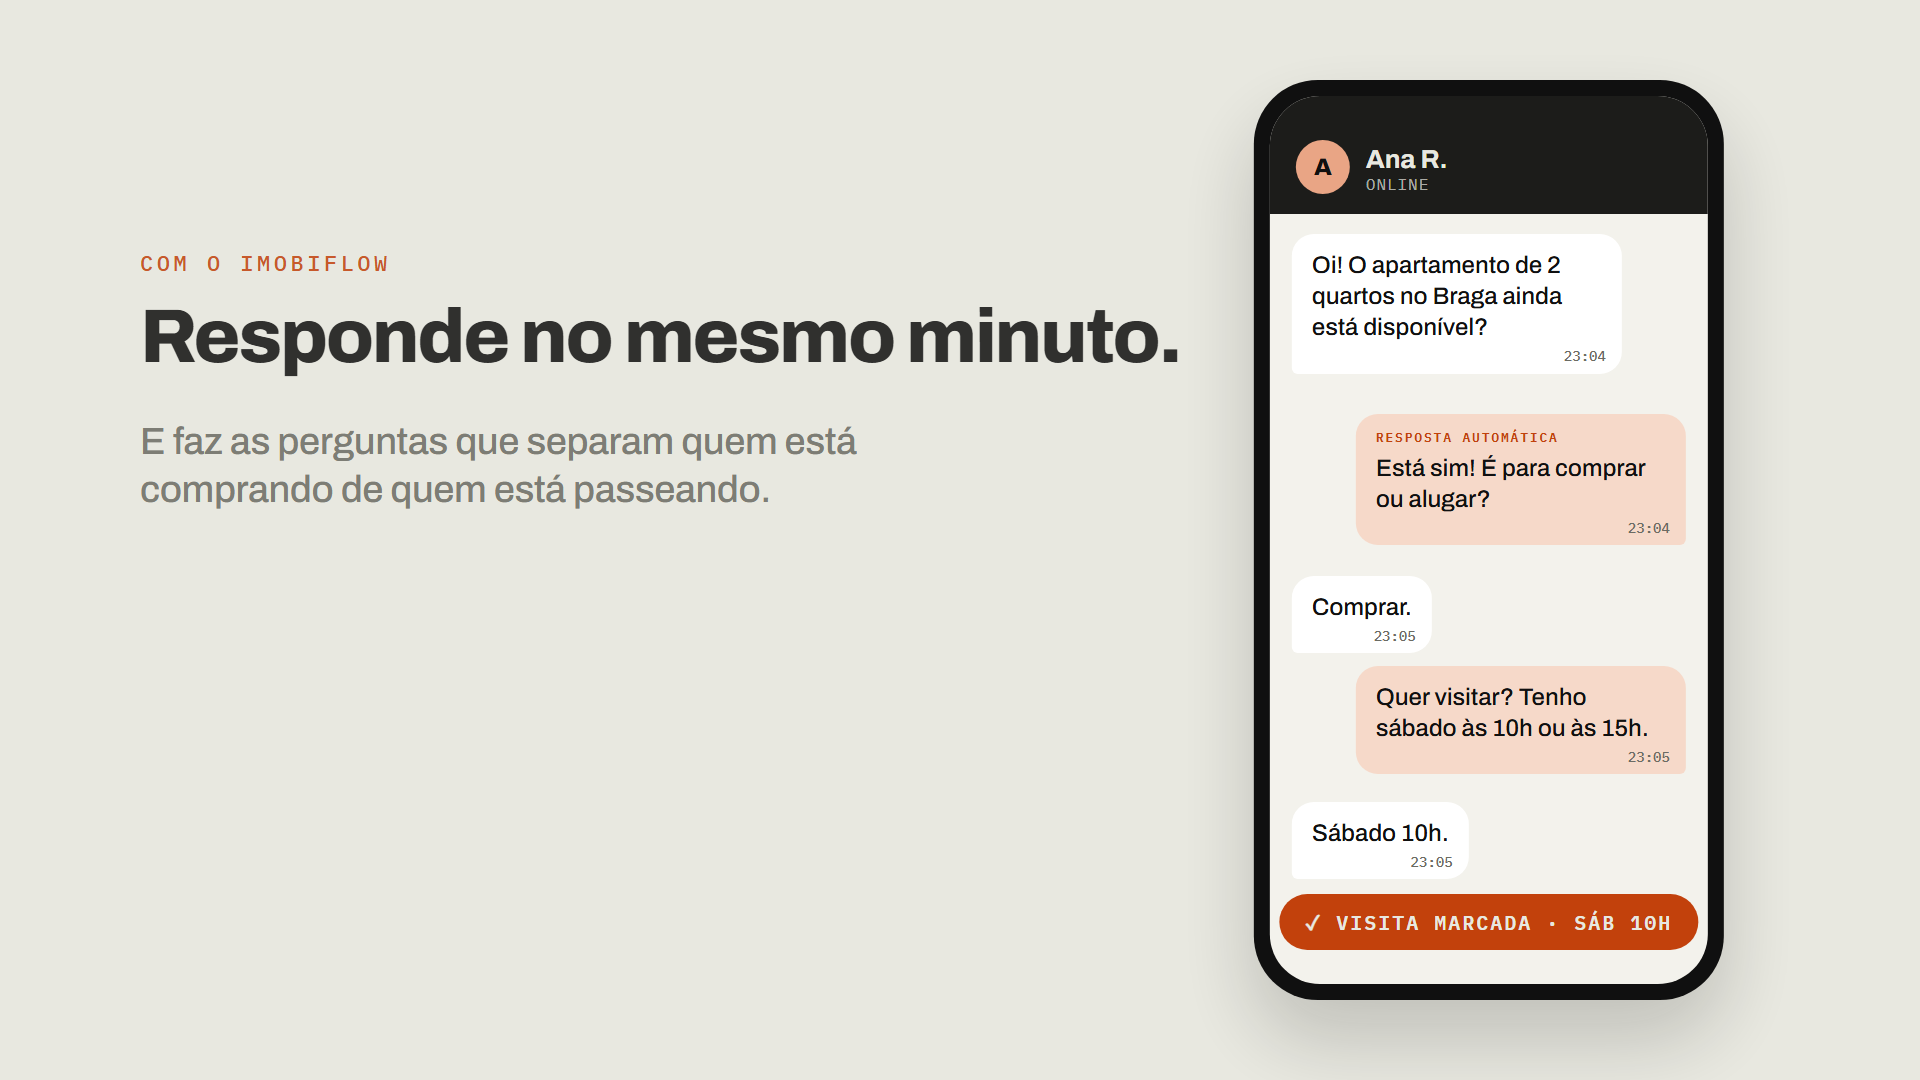 COM O IMOBIFLOW
Responde no mesmo minuto.
E faz as perguntas que separam quem está
comprando de quem está passeando.
A
Ana R.
ONLINE
Oi! O apartamento de 2
quartos no Braga ainda
está disponível?
23:04
RESPOSTA AUTOMÁTICA
Está sim! É para comprar
ou alugar?
23:04
Comprar.
23:05
Quer visitar? Tenho
sábado às 10h ou às 15h.
23:05
Sábado 10h.
23:05
✓ VISITA MARCADA · SÁB 10H